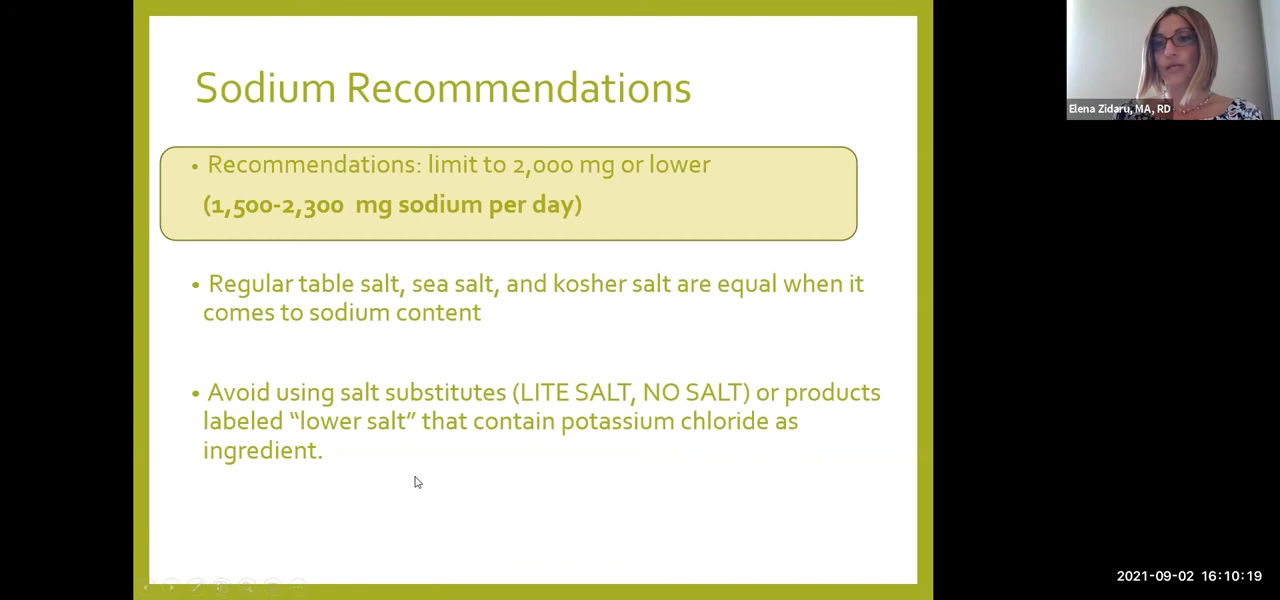 Sodium Recommendations
• Recommendations: limit to 2,000 mg or lower
(1,500-2,300 mg sodium per day)
• Regular table salt, sea salt, and kosher salt are equal when it
comes to sodium content
• Avoid using salt substitutes (LITE SALT, NO SALT) or products
labeled “lower salt” that contain potassium chloride as
ingredient.
Elena Zidaru, MA, RD
2021-09-02 16:10:19